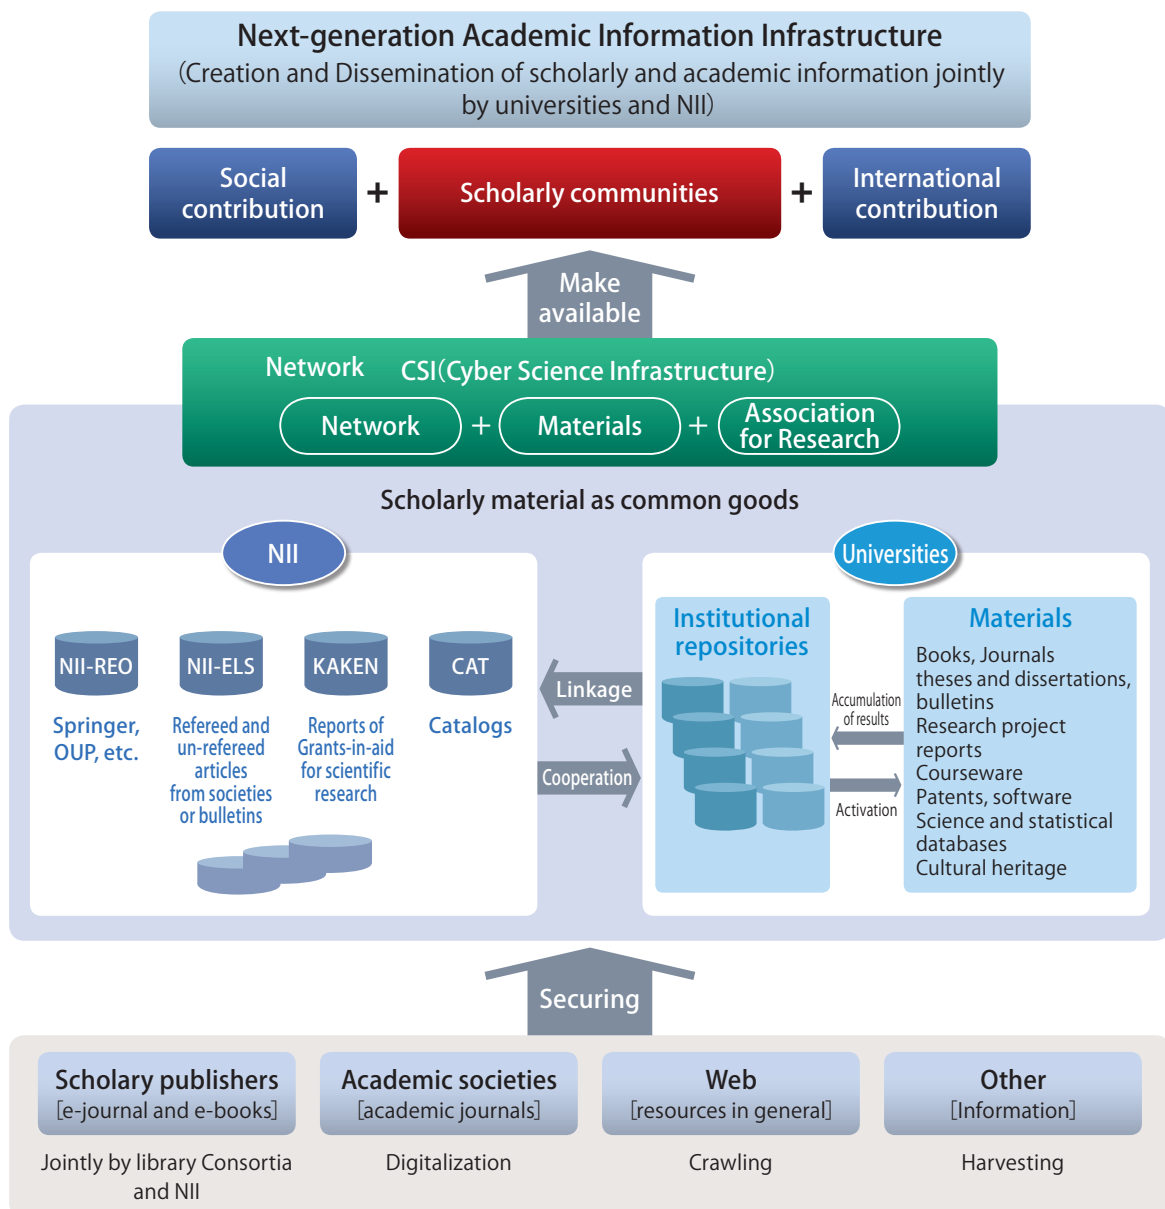 Next-generation Academic Information Infrastructure
(Creation and Dissemination of scholarly and academic information jointly
by universities and NII)
Social
contribution
+
Scholarly communities
+
International
contribution
Make
available
Network
CSI(Cyber Science Infrastructure)
Network
+
Materials
+
Association
for Research
Scholarly material as common goods
NII
NII-REO
NII-ELS
KAKEN
CAT
Springer,
OUP, etc.
Refereed and
un-refereed
articles
from societies
or bulletins
Reports of
Grants-in-aid
for scientific
research
Catalogs
Linkage
Cooperation
Universities
Institutional
repositories
Accumulation
of results
Activation
Materials
Books, Journals
theses and dissertations,
bulletins
Research project
reports
Courseware
Patents, software
Science and statistical
databases
Cultural heritage
Securing
Scholary publishers
[e-journal and e-books]
Jointly by library Consortia
and NII
Academic societies
[academic journals]
Digitalization
Web
[resources in general]
Crawling
Other
[Information]
Harvesting